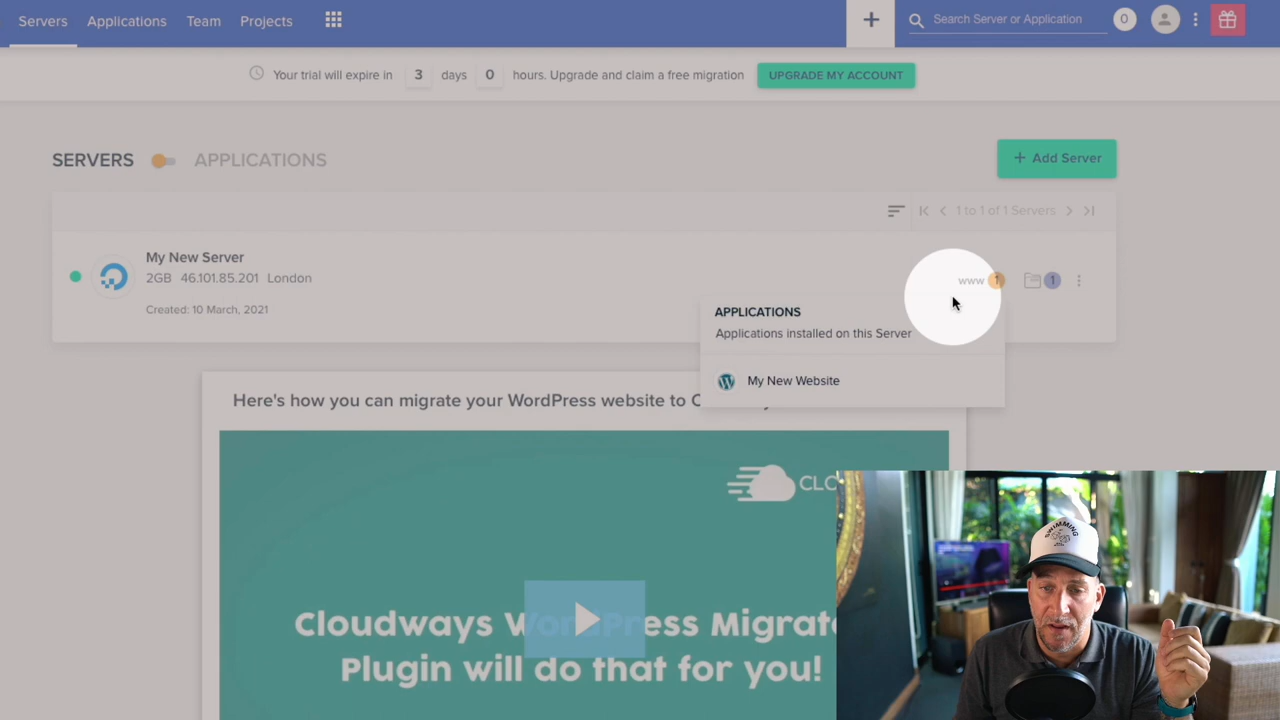 Servers Applications Team Projects
Search Server or Application 0
Your trial will expire in 3 days 0 hours. Upgrade and claim a free migration UPGRADE MY ACCOUNT
SERVERS APPLICATIONS
+ Add Server
1 to 1 of 1 Servers
My New Server
2GB 46.101.85.201 London
www 1 1
Created: 10 March, 2021
APPLICATIONS
Applications installed on this Server
My New Website
Here's how you can migrate your WordPress website to C
CLO
Cloudways WordPress Migrat
Plugin will do that for you!
SWIMMING